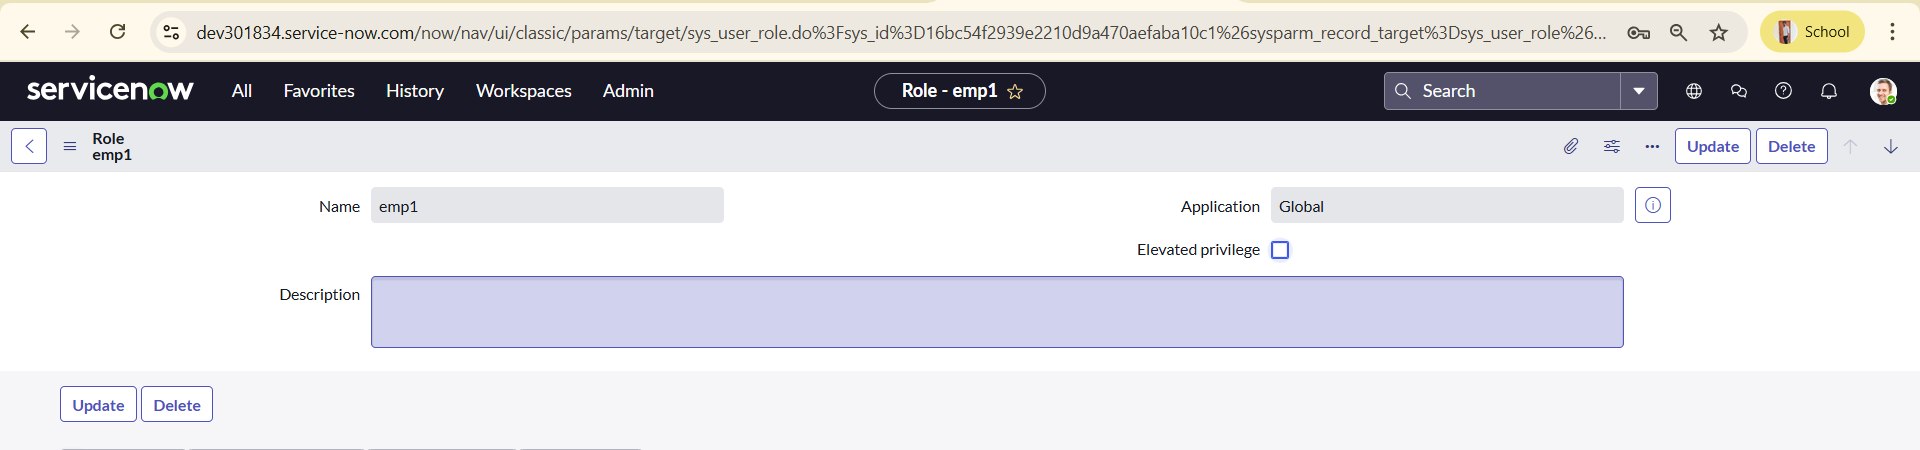 dev301834.service-now.com/now/nav/ui/classic/params/target/sys_user_role.do%3Fsys_id%3D16bc54f2939e2210d9a470aefaba10c1%26sysparm_record_target%3Dsys_user_role%26... School
servicenow All Favorites History Workspaces Admin Role - emp1 Search
Role
emp1
Update Delete
Name emp1 Application Global
Elevated privilege
Description
Update Delete